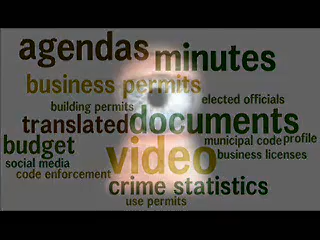 agendas
minutes
business permits
building permits
elected officials
translated
documents
municipal code
profile
budget
video
business licenses
social media
code enforcement
crime statistics
use permits